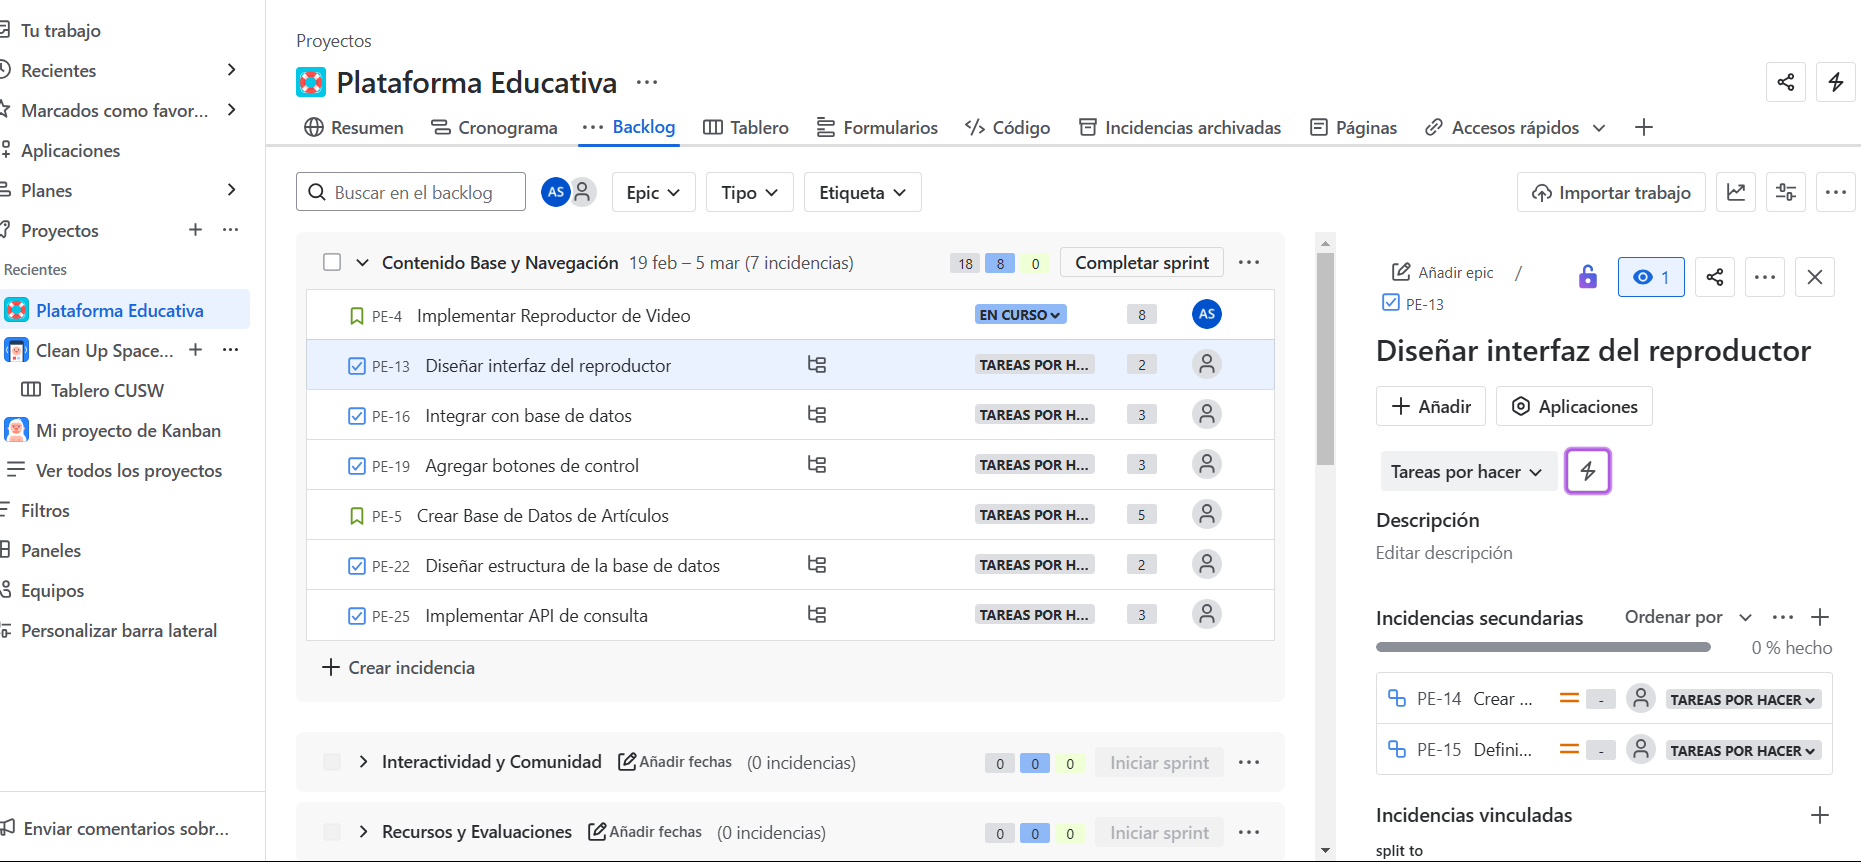 Tu trabajo
Recientes
Marcados como favor...
Aplicaciones
Planes
Proyectos
Recientes
Plataforma Educativa
Clean Up Space...
Tablero CUSW
Mi proyecto de Kanban
Ver todos los proyectos
Filtros
Paneles
Equipos
Personalizar barra lateral
Enviar comentarios sobr...
Proyectos
Plataforma Educativa
Resumen Cronograma Backlog Tablero Formularios Código Incidencias archivadas Páginas Accesos rápidos
Buscar en el backlog AS Epic Tipo Etiqueta Importar trabajo
Contenido Base y Navegación 19 feb – 5 mar (7 incidencias) 18 8 0 Completar sprint
PE-4 Implementar Reproductor de Video EN CURSO 8 AS
PE-13 Diseñar interfaz del reproductor TAREAS POR H... 2
PE-16 Integrar con base de datos TAREAS POR H... 3
PE-19 Agregar botones de control TAREAS POR H... 3
PE-5 Crear Base de Datos de Artículos TAREAS POR H... 5
PE-22 Diseñar estructura de la base de datos TAREAS POR H... 2
PE-25 Implementar API de consulta TAREAS POR H... 3
Crear incidencia
Interactividad y Comunidad Añadir fechas (0 incidencias) 0 0 0 Iniciar sprint
Recursos y Evaluaciones Añadir fechas (0 incidencias) 0 0 0 Iniciar sprint
Añadir epic / 1
PE-13
Diseñar interfaz del reproductor
Añadir Aplicaciones
Tareas por hacer
Descripción
Editar descripción
Incidencias secundarias Ordenar por
0 % hecho
PE-14 Crear ... - TAREAS POR HACER
PE-15 Defini... - TAREAS POR HACER
Incidencias vinculadas
split to